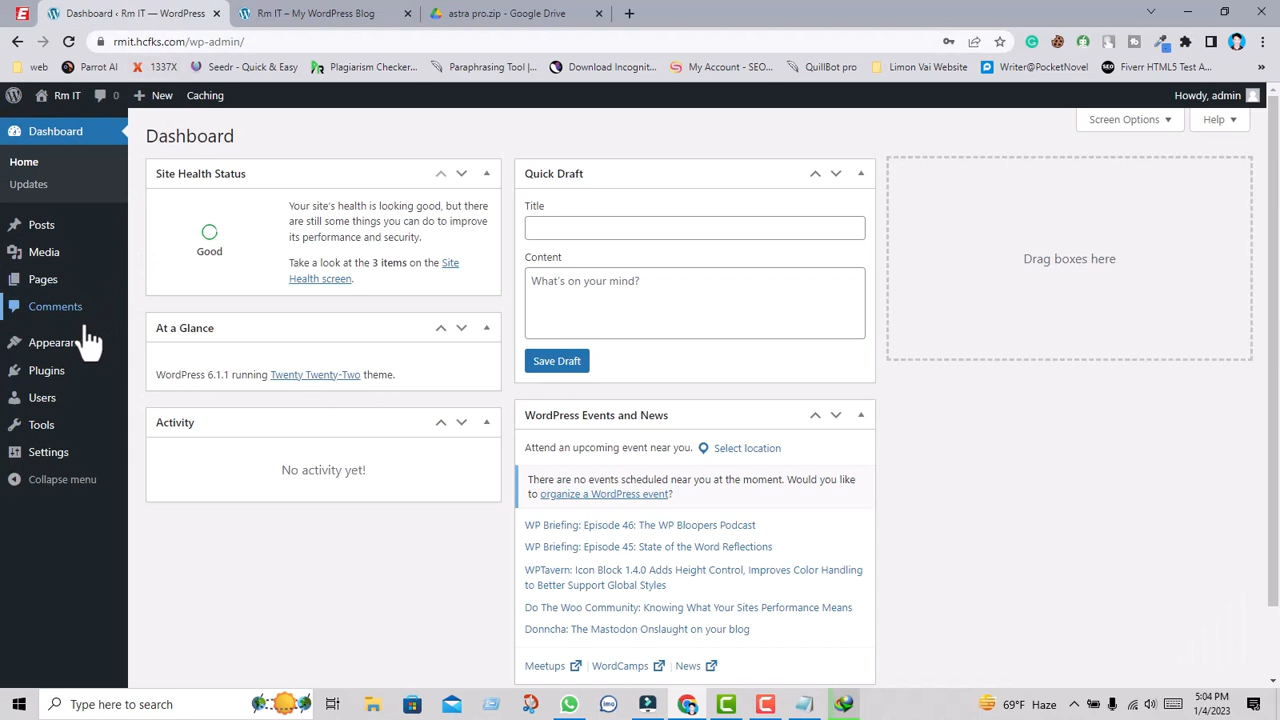 Dashboard ‹ Rm IT — WordPress
Rm IT – My WordPress Blog
astra pro.zip - Google Drive
rmit.hcfks.com/wp-admin/
web
Parrot AI
1337X
Seedr - Quick & Easy
Plagiarism Checker...
Paraphrasing Tool |...
Download Incognit...
My Account - SEO...
QuillBot pro
Limon Vai Website
Writer@PocketNovel
Fiverr HTML5 Test A...
Rm IT
0
New
Caching
Howdy, admin
Dashboard
Home
Updates
Posts
Media
Pages
Comments
Appearan
Plugins
Users
Tools
Settings
Collapse menu
Dashboard
Screen Options
Help
Site Health Status
Good
Your site's health is looking good, but there
are still some things you can do to improve
its performance and security.
Take a look at the 3 items on the Site
Health screen.
At a Glance
WordPress 6.1.1 running Twenty Twenty-Two theme.
Activity
No activity yet!
Quick Draft
Title
Content
What's on your mind?
Save Draft
WordPress Events and News
Attend an upcoming event near you.
Select location
There are no events scheduled near you at the moment. Would you like
to organize a WordPress event?
WP Briefing: Episode 46: The WP Bloopers Podcast
WP Briefing: Episode 45: State of the Word Reflections
WPTavern: Icon Block 1.4.0 Adds Height Control, Improves Color Handling
to Better Support Global Styles
Do The Woo Community: Knowing What Your Sites Performance Means
Donncha: The Mastodon Onslaught on your blog
Meetups | WordCamps | News
Drag boxes here
Type here to search
69°F Haze
5:04 PM
1/4/2023